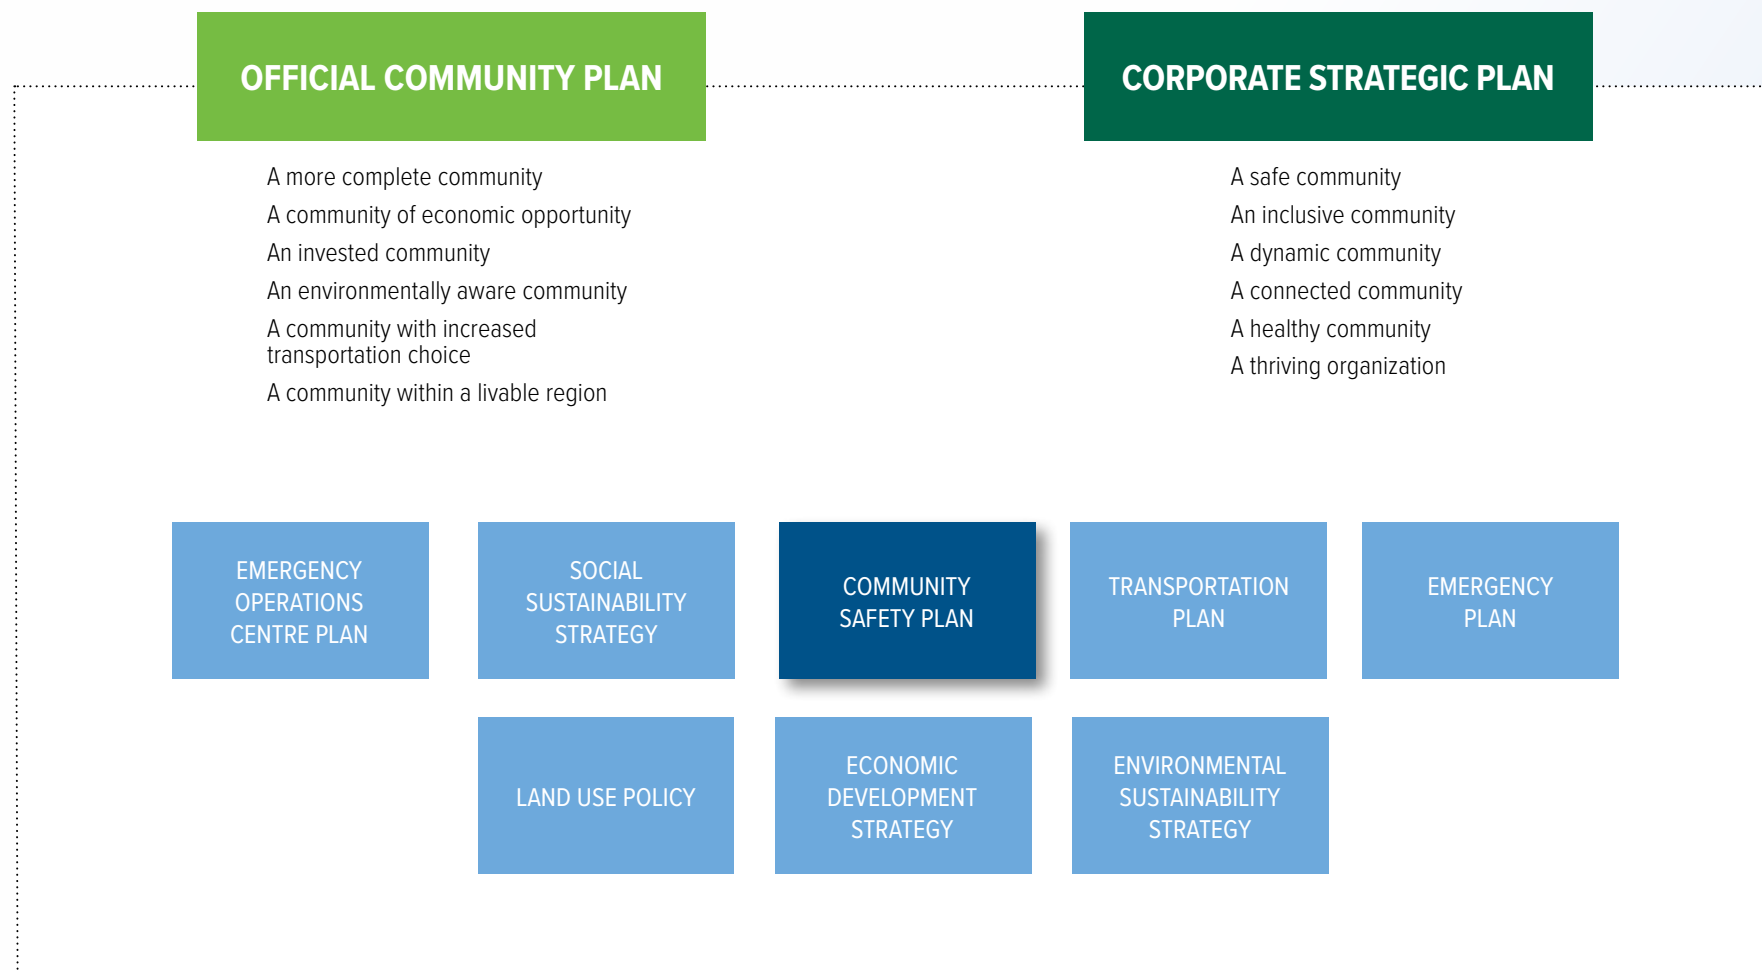 OFFICIAL COMMUNITY PLAN
A more complete community
A community of economic opportunity
An invested community
An environmentally aware community
A community with increased
transportation choice
A community within a livable region
CORPORATE STRATEGIC PLAN
A safe community
An inclusive community
A dynamic community
A connected community
A healthy community
A thriving organization
EMERGENCY
OPERATIONS
CENTRE PLAN
SOCIAL
SUSTAINABILITY
STRATEGY
COMMUNITY
SAFETY PLAN
TRANSPORTATION
PLAN
EMERGENCY
PLAN
LAND USE POLICY
ECONOMIC
DEVELOPMENT
STRATEGY
ENVIRONMENTAL
SUSTAINABILITY
STRATEGY